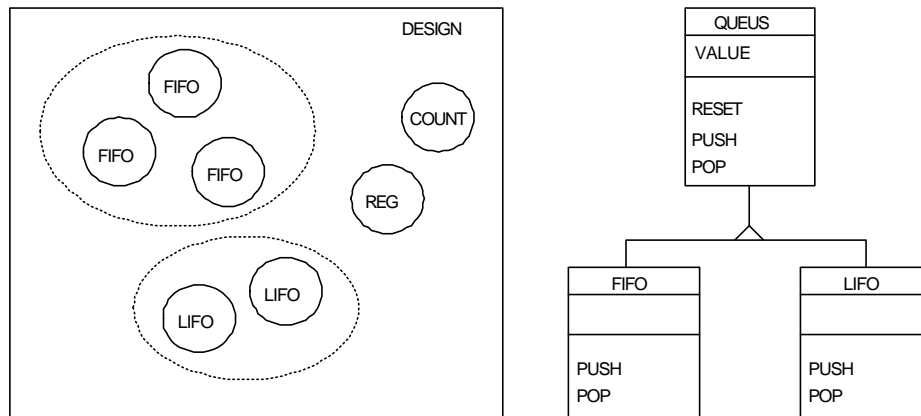 DESIGN
FIFO
COUNT
FIFO
FIFO
REG
LIFO
LIFO
QUEUS
VALUE
RESET
PUSH
POP
FIFO
PUSH
POP
LIFO
PUSH
POP